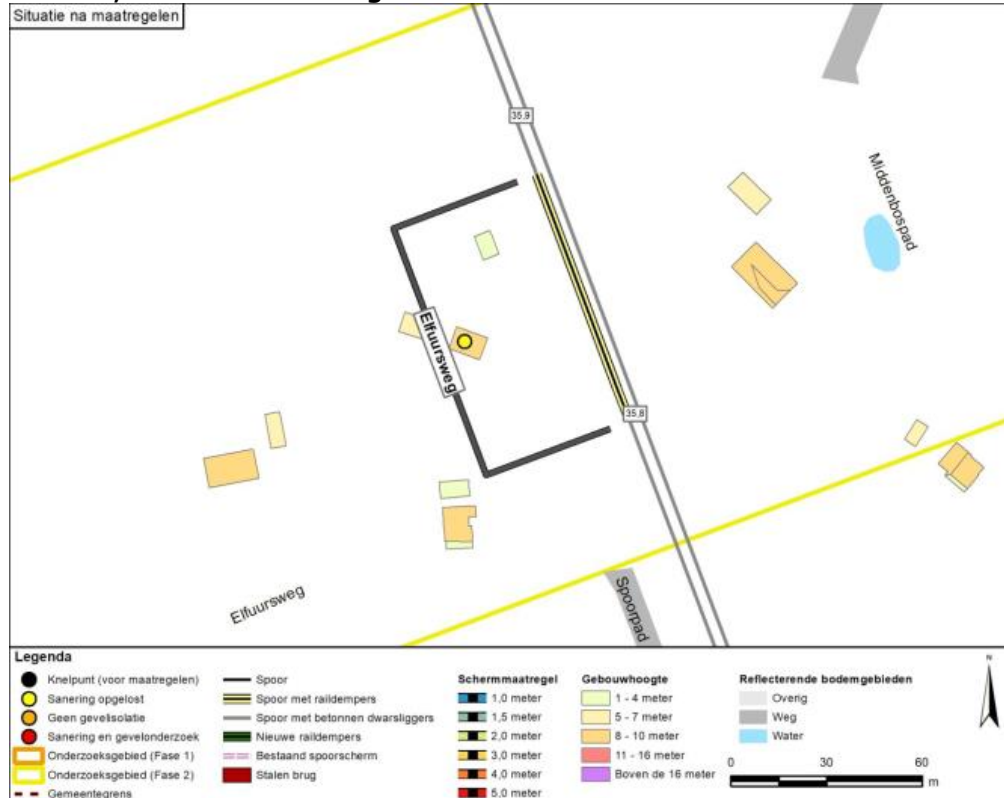 Situatie na maatregelen
35,9
Middenbospad
Elfuursweg
35,8
Elfuursweg
Spoorpad
Legenda
Knelpunt (voor maatregelen)
Sanering opgelost
Geen gevelisolatie
Sanering en gevelonderzoek
Onderzoeksgebied (Fase 1)
Onderzoeksgebied (Fase 2)
Gemeentegrens
Spoor
Spoor met raildempers
Spoor met betonnen dwarsliggers
Nieuwe raildempers
Bestaand spoorscherm
Stalen brug
Schermmaatregel
1,0 meter
1,5 meter
2,0 meter
3,0 meter
4,0 meter
5,0 meter
Gebouwhoogte
1 - 4 meter
5 - 7 meter
8 - 10 meter
11 - 16 meter
Boven de 16 meter
Reflecterende bodemgebieden
Overig
Weg
Water
N
0 30 60
m